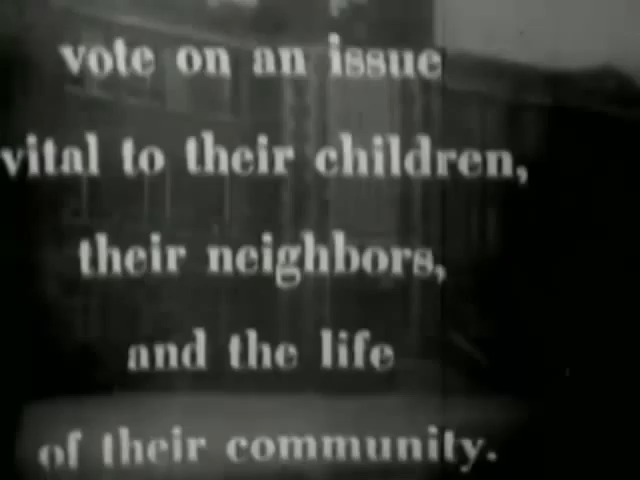 vote on an issue
vital to their children,
their neighbors,
and the life
of their community.